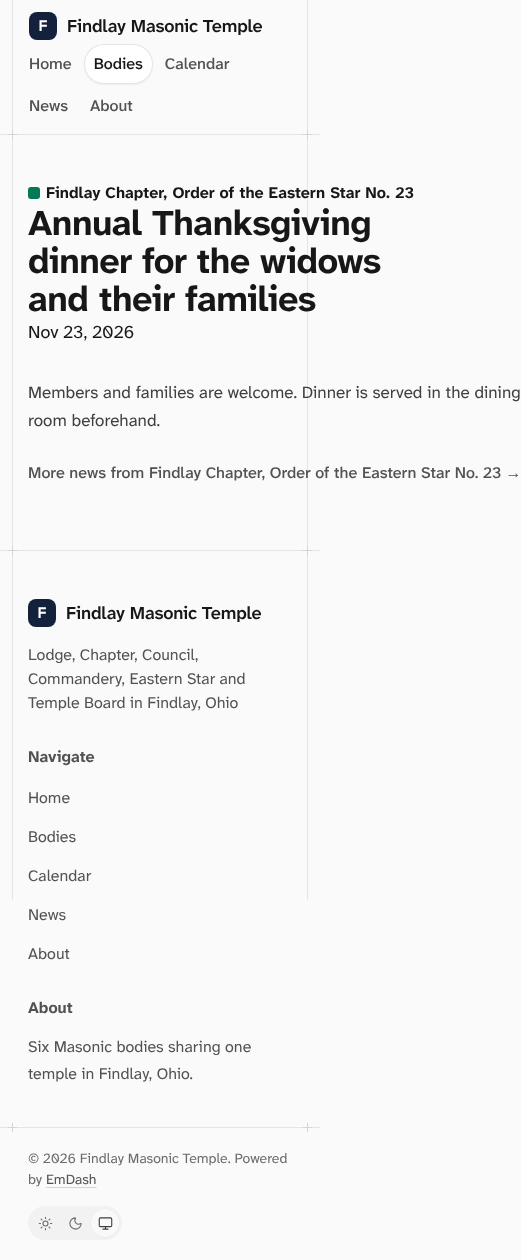 F Findlay Masonic Temple
Home Bodies Calendar
News About
Findlay Chapter, Order of the Eastern Star No. 23
Annual Thanksgiving
dinner for the widows
and their families
Nov 23, 2026
Members and families are welcome. Dinner is served in the dining
room beforehand.
More news from Findlay Chapter, Order of the Eastern Star No. 23 →
F Findlay Masonic Temple
Lodge, Chapter, Council,
Commandery, Eastern Star and
Temple Board in Findlay, Ohio
Navigate
Home
Bodies
Calendar
News
About
About
Six Masonic bodies sharing one
temple in Findlay, Ohio.
© 2026 Findlay Masonic Temple. Powered
by EmDash